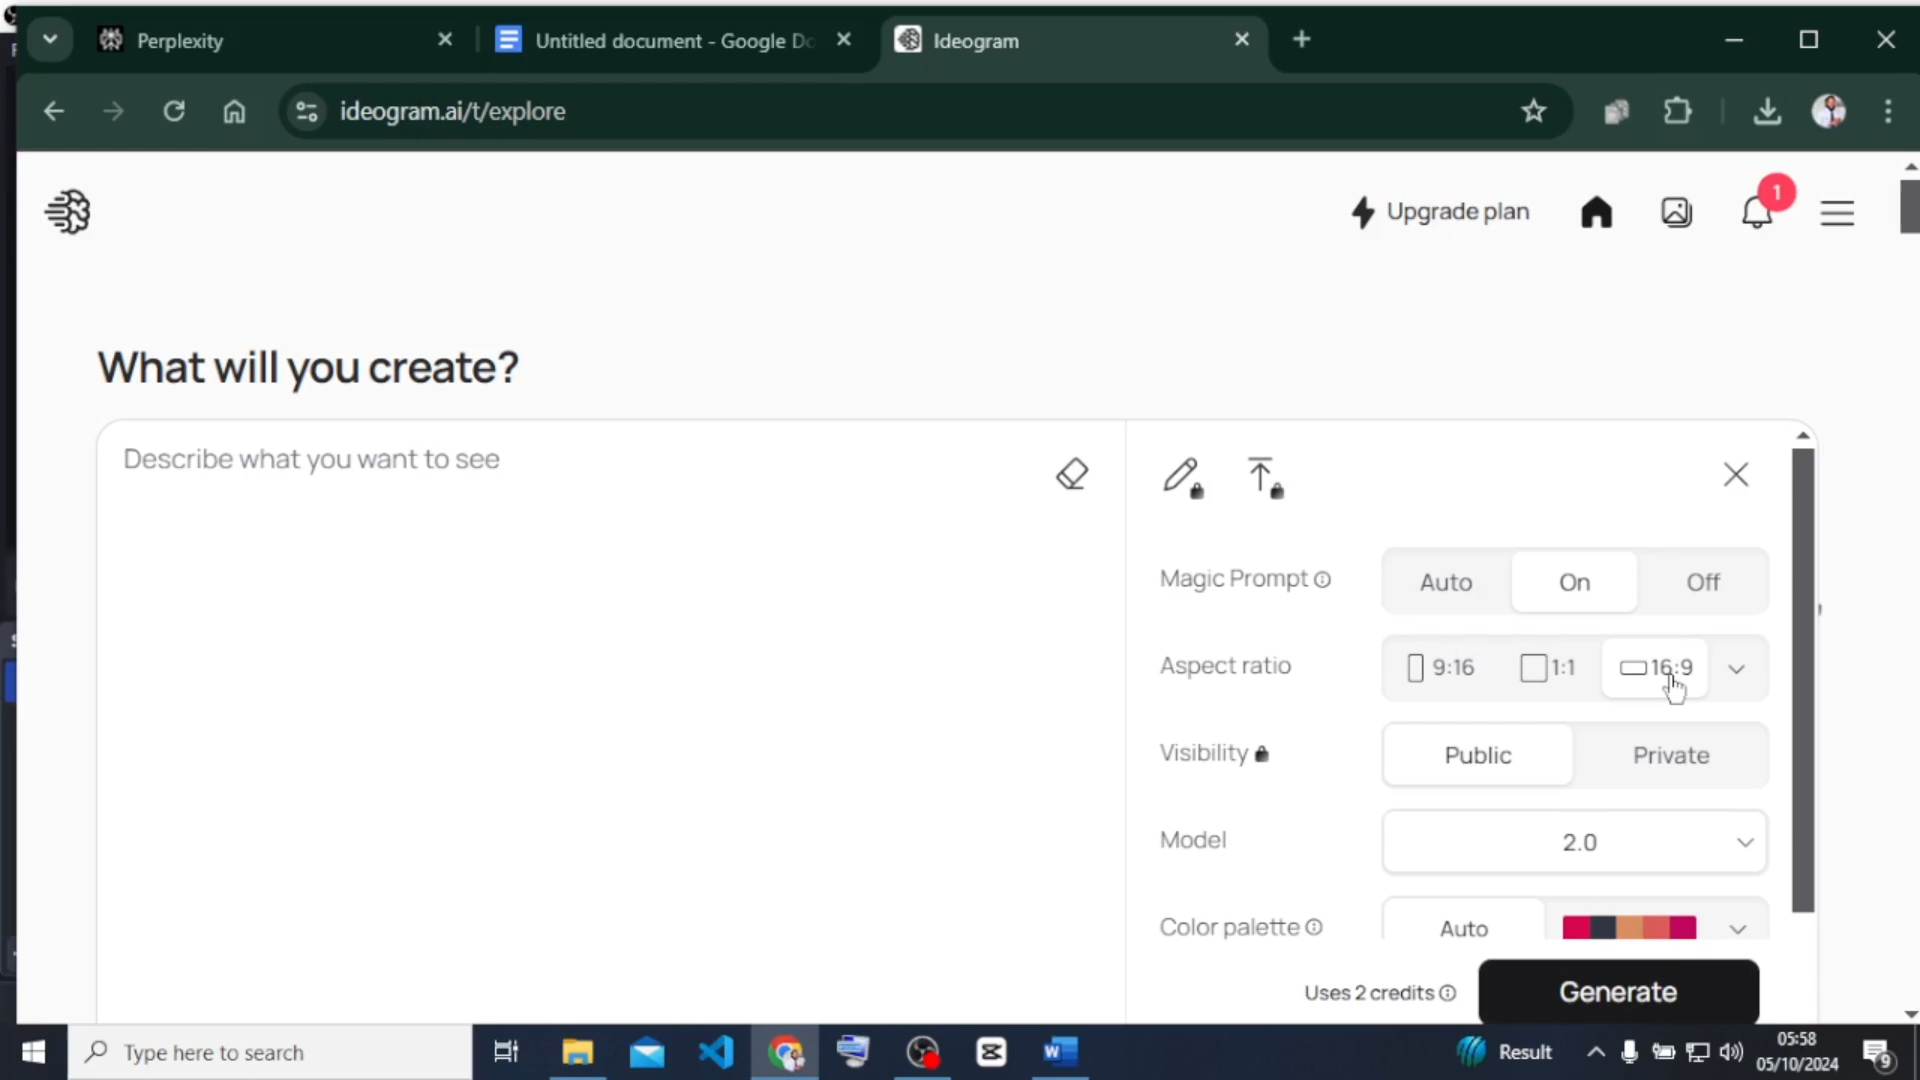 Perplexity
Untitled document - Google Do
Ideogram
ideogram.ai/t/explore
Upgrade plan
1
What will you create?
Describe what you want to see
Magic Prompt
Auto
On
Off
Aspect ratio
9:16
1:1
16:9
Visibility
Public
Private
Model
2.0
Color palette
Auto
Uses 2 credits
Generate
Type here to search
Result
05:58
05/10/2024
9